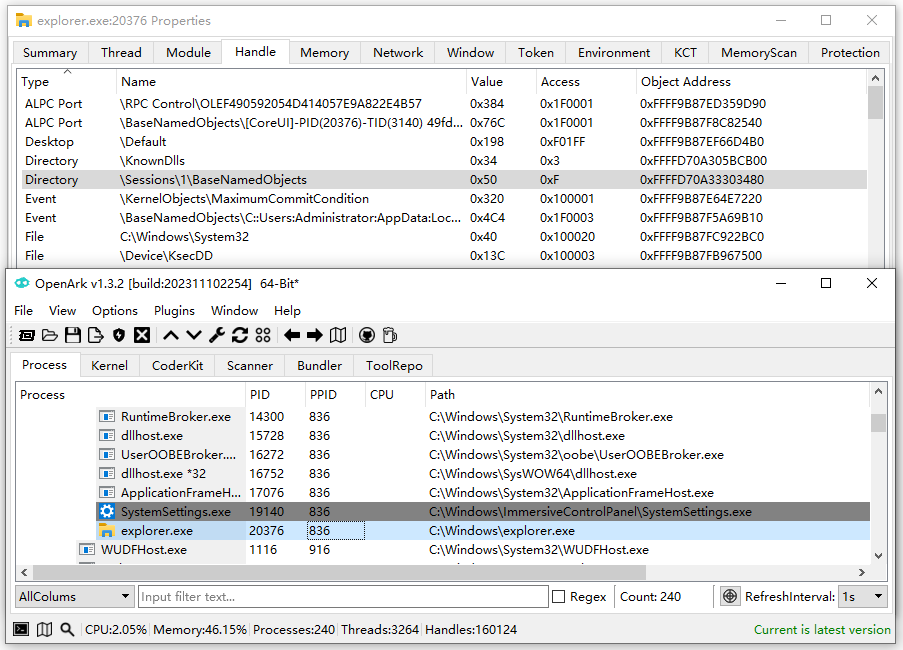 explorer.exe:20376 Properties
Summary Thread Module Handle Memory Network Window Token Environment KCT MemoryScan Protection
Type Name Value Access Object Address
ALPC Port \RPC Control\OLEF490592054D414057E9A822E4B57 0x384 0x1F0001 0xFFFF9B87ED359D90
ALPC Port \BaseNamedObjects\[CoreUI]-PID(20376)-TID(3140) 49fd... 0x76C 0x1F0001 0xFFFF9B87F8C82540
Desktop \Default 0x198 0xF01FF 0xFFFF9B87EF66D4B0
Directory \KnownDlls 0x34 0x3 0xFFFFD70A305BCB00
Directory \Sessions\1\BaseNamedObjects 0x50 0xF 0xFFFFD70A33303480
Event \KernelObjects\MaximumCommitCondition 0x320 0x100001 0xFFFF9B87E64E7220
Event \BaseNamedObjects\C::Users:Administrator:AppData:Loc... 0x4C4 0x1F0003 0xFFFF9B87F5A69B10
File C:\Windows\System32 0x40 0x100020 0xFFFF9B87FC922BC0
File \Device\KsecDD 0x13C 0x100003 0xFFFF9B87FB967500
OpenArk v1.3.2 [build:202311102254] 64-Bit*
File View Options Plugins Window Help
Process Kernel CoderKit Scanner Bundler ToolRepo
Process PID PPID CPU Path
RuntimeBroker.exe 14300 836 C:\Windows\System32\RuntimeBroker.exe
dllhost.exe 15728 836 C:\Windows\System32\dllhost.exe
UserOOBEBroker.... 16272 836 C:\Windows\System32\oobe\UserOOBEBroker.exe
dllhost.exe *32 16752 836 C:\Windows\SysWOW64\dllhost.exe
ApplicationFrameH... 17076 836 C:\Windows\System32\ApplicationFrameHost.exe
SystemSettings.exe 19140 836 C:\Windows\ImmersiveControlPanel\SystemSettings.exe
explorer.exe 20376 836 C:\Windows\explorer.exe
WUDFHost.exe 1116 916 C:\Windows\System32\WUDFHost.exe
AllColums Input filter text... Regex Count: 240 RefreshInterval: 1s
CPU:2.05% Memory:46.15% Processes:240 Threads:3264 Handles:160124 Current is latest version